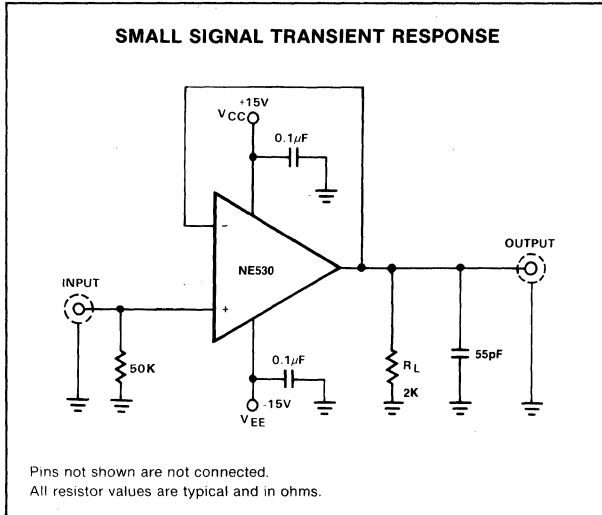 SMALL SIGNAL TRANSIENT RESPONSE
+15V
VCC
0.1µF
−
NE530
OUTPUT
INPUT
+
50K
0.1µF
RL
2K
55pF
-15V
VEE
Pins not shown are not connected.
All resistor values are typical and in ohms.